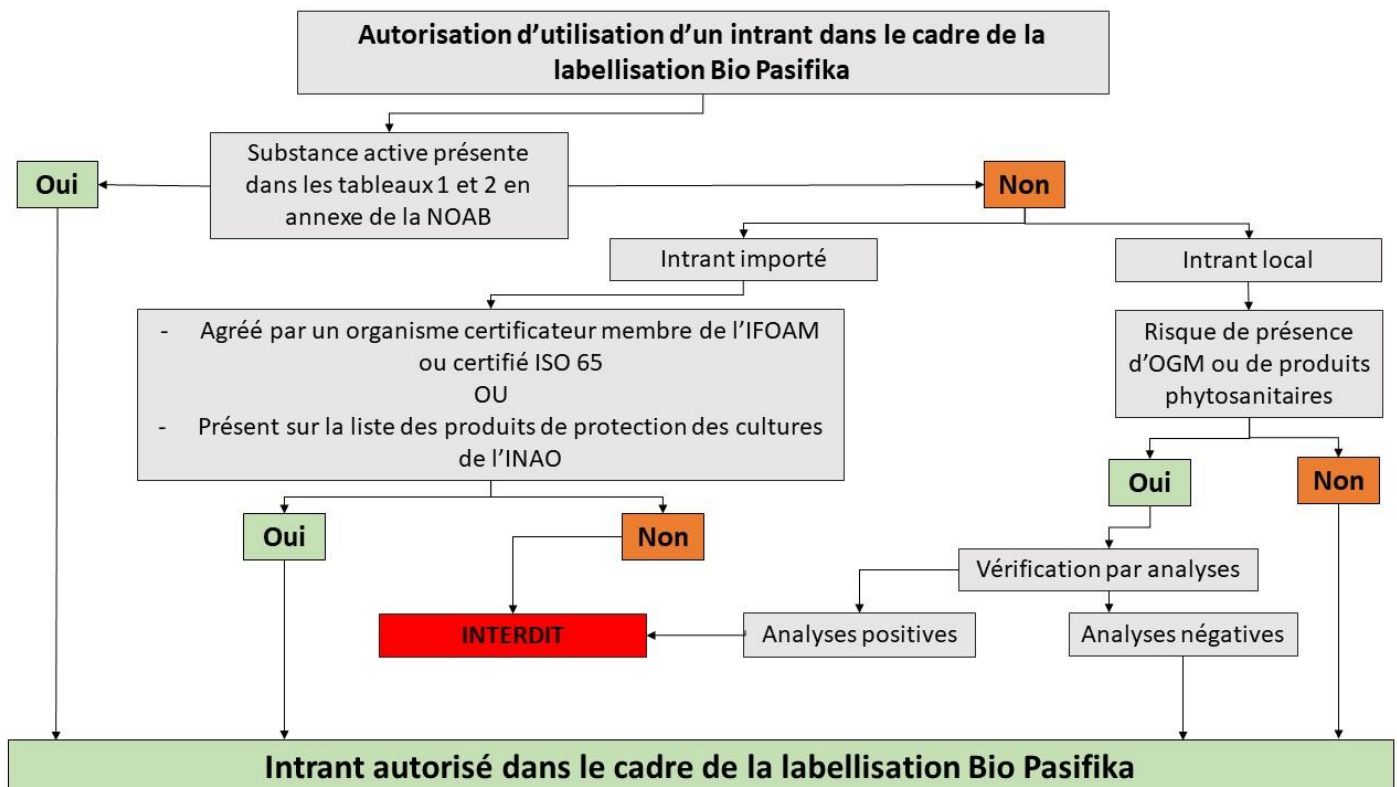 Autorisation d’utilisation d’un intrant dans le cadre de la
labellisation Bio Pasifika
Substance active présente
dans les tableaux 1 et 2 en
annexe de la NOAB
Oui
Non
Intrant importé
Intrant local
- Agréé par un organisme certificateur membre de l’IFOAM
ou certifié ISO 65
OU
- Présent sur la liste des produits de protection des cultures
de l’INAO
Risque de présence
d’OGM ou de produits
phytosanitaires
Oui
Non
Oui
Non
Vérification par analyses
INTERDIT
Analyses positives
Analyses négatives
Intrant autorisé dans le cadre de la labellisation Bio Pasifika